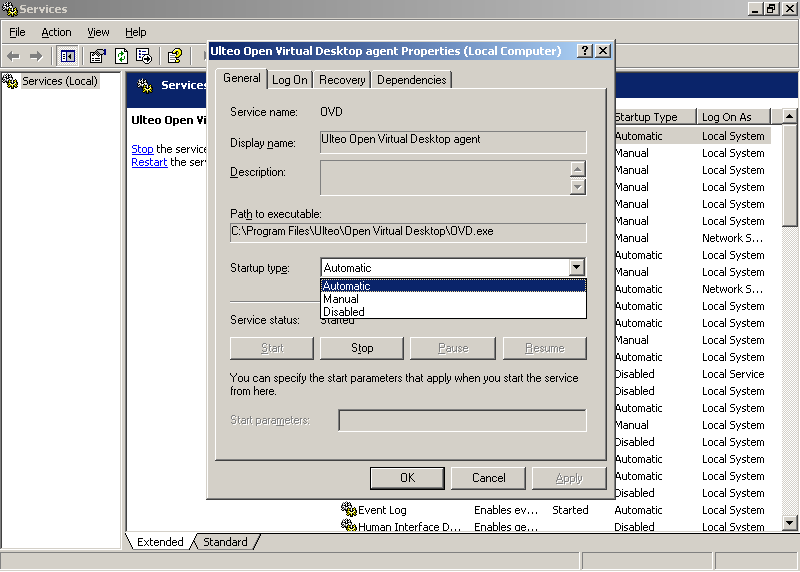 Services
File Action View Help
Services (Local)
Services
Ulteo Open Vi
Stop the service
Restart the serv
Ulteo Open Virtual Desktop agent Properties (Local Computer)
General Log On Recovery Dependencies
Service name: OVD
Display name: Ulteo Open Virtual Desktop agent
Description:
Path to executable:
C:\Program Files\Ulteo\Open Virtual Desktop\OVD.exe
Startup type: Automatic
Automatic
Manual
Disabled
Service status: Started
Start Stop Pause Resume
You can specify the start parameters that apply when you start the service
from here.
Start parameters:
OK Cancel Apply
Startup Type Log On As
Automatic Local System
Manual Local System
Manual Local System
Manual Local System
Manual Local System
Automatic Local System
Manual Network S...
Automatic Local System
Manual Local System
Automatic Network S...
Automatic Local System
Automatic Local System
Manual Local System
Automatic Local System
Disabled Local Service
Disabled Local System
Automatic Local System
Manual Local System
Disabled Local System
Automatic Local System
Automatic Local System
Disabled Local System
Event Log Enables ev... Started Automatic Local System
Human Interface D... Enables ge... Disabled Local System
Extended Standard